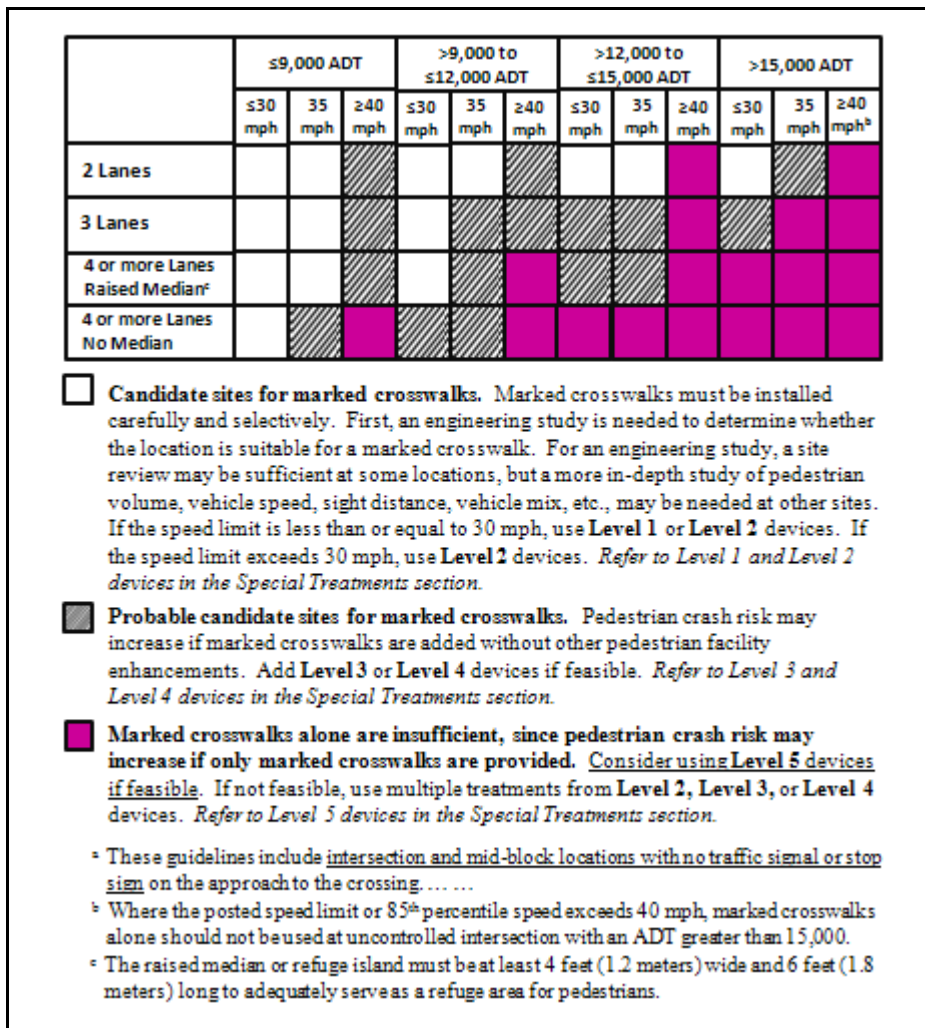 ≤9,000 ADT >9,000 to ≤12,000 ADT >12,000 to ≤15,000 ADT >15,000 ADT
≤30 mph 35 mph ≥40 mph ≤30 mph 35 mph ≥40 mph ≤30 mph 35 mph ≥40 mph ≤30 mph 35 mph ≥40 mphᵇ
2 Lanes
3 Lanes
4 or more Lanes
Raised Medianᶜ
4 or more Lanes
No Median
Candidate sites for marked crosswalks. Marked crosswalks must be installed
carefully and selectively. First, an engineering study is needed to determine whether
the location is suitable for a marked crosswalk. For an engineering study, a site
review may be sufficient at some locations, but a more in-depth study of pedestrian
volume, vehicle speed, sight distance, vehicle mix, etc., may be needed at other sites.
If the speed limit is less than or equal to 30 mph, use Level 1 or Level 2 devices. If
the speed limit exceeds 30 mph, use Level 2 devices. Refer to Level 1 and Level 2
devices in the Special Treatments section.
Probable candidate sites for marked crosswalks. Pedestrian crash risk may
increase if marked crosswalks are added without other pedestrian facility
enhancements. Add Level 3 or Level 4 devices if feasible. Refer to Level 3 and
Level 4 devices in the Special Treatments section.
Marked crosswalks alone are insufficient, since pedestrian crash risk may
increase if only marked crosswalks are provided. Consider using Level 5 devices
if feasible. If not feasible, use multiple treatments from Level 2, Level 3, or Level 4
devices. Refer to Level 5 devices in the Special Treatments section.
ᵃ These guidelines include intersection and mid-block locations with no traffic signal or stop
sign on the approach to the crossing. ... ...
ᵇ Where the posted speed limit or 85th percentile speed exceeds 40 mph, marked crosswalks
alone should not be used at uncontrolled intersection with an ADT greater than 15,000.
ᶜ The raised median or refuge island must be at least 4 feet (1.2 meters) wide and 6 feet (1.8
meters) long to adequately serve as a refuge area for pedestrians.